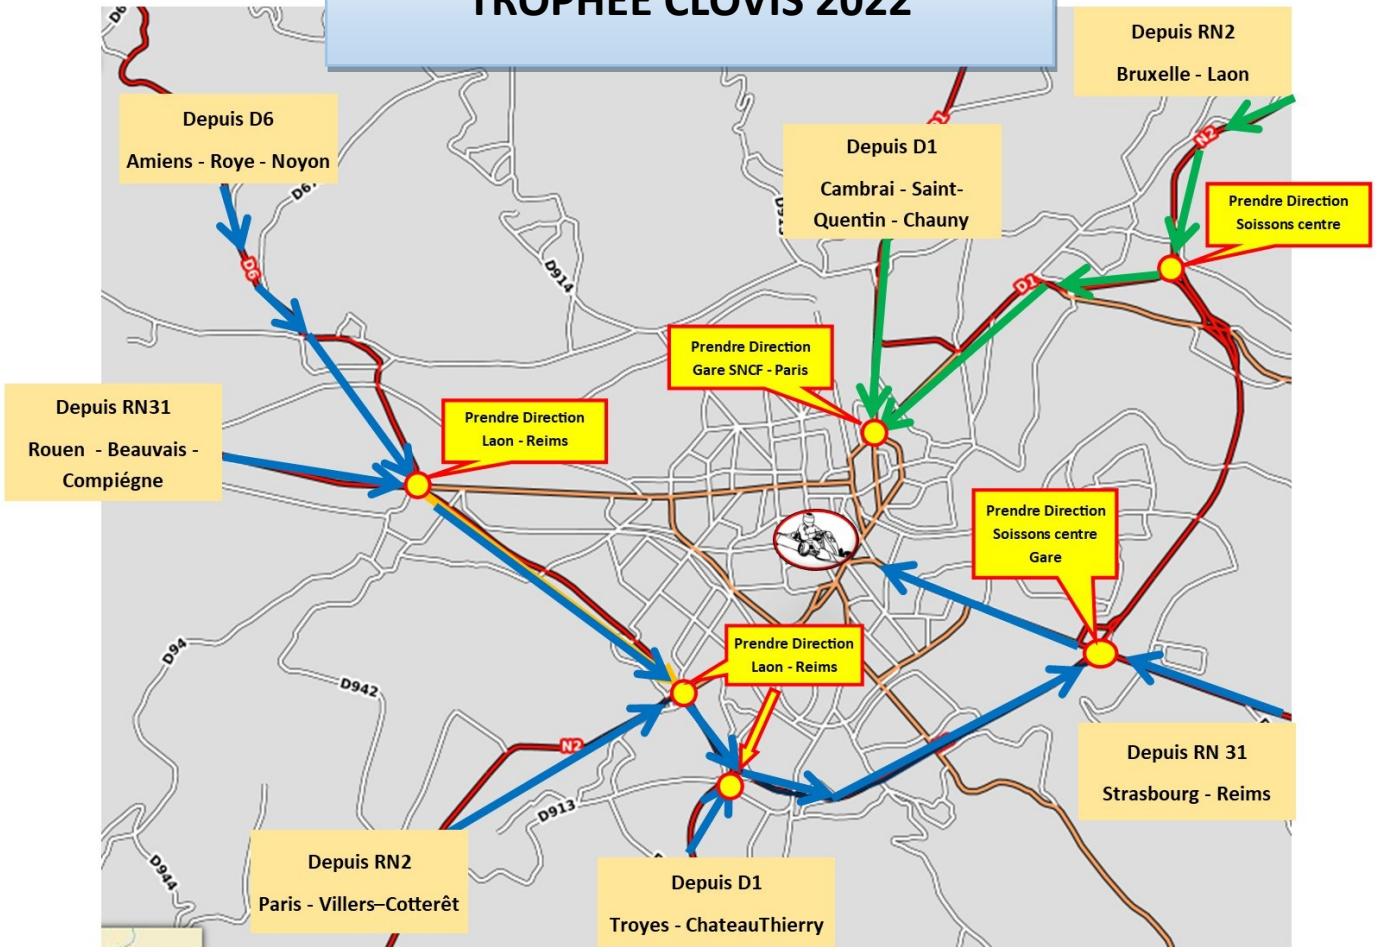 TROPHEE CLOVIS 2022
Depuis RN2
Bruxelle - Laon
Depuis D6
Amiens - Roye - Noyon
Depuis D1
Cambrai - Saint-
Quentin - Chauny
N2
Prendre Direction
Soissons centre
D6
D914
D1
Prendre Direction
Gare SNCF - Paris
Depuis RN31
Rouen - Beauvais -
Compiégne
Prendre Direction
Laon - Reims
Prendre Direction
Soissons centre
Gare
Prendre Direction
Laon - Reims
D94
D942
N2
Depuis RN 31
Strasbourg - Reims
D913
Depuis RN2
Paris - Villers–Cotterêt
D944
Depuis D1
Troyes - ChateauThierry